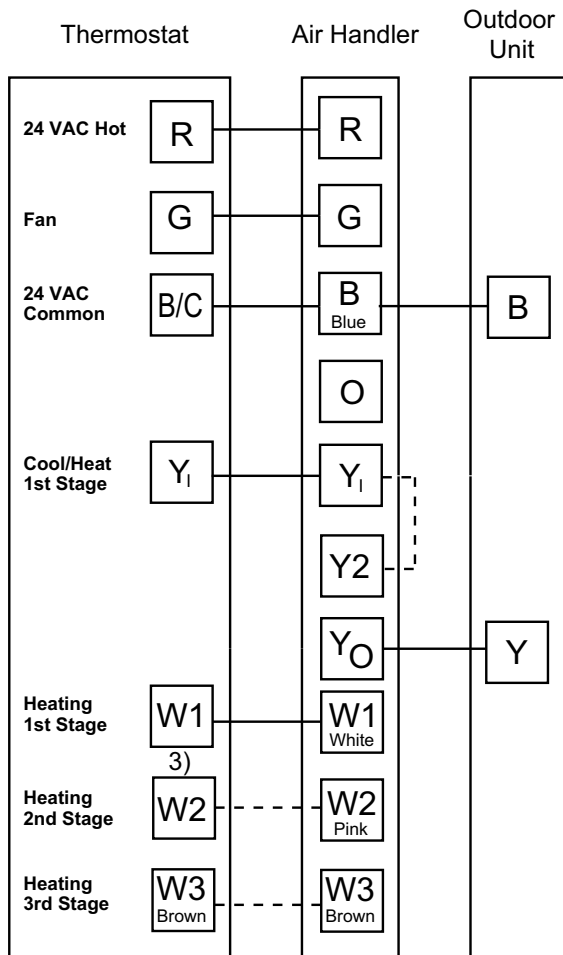 Thermostat
Air Handler
Outdoor
Unit
24 VAC Hot
R
R
Fan
G
G
24 VAC
Common
B/C
B
Blue
B
O
Cool/Heat
1st Stage
Yı
Yı
Y2
YO
Y
Heating
1st Stage
W1
W1
White
3)
Heating
2nd Stage
W2
W2
Pink
Heating
3rd Stage
W3
Brown
W3
Brown